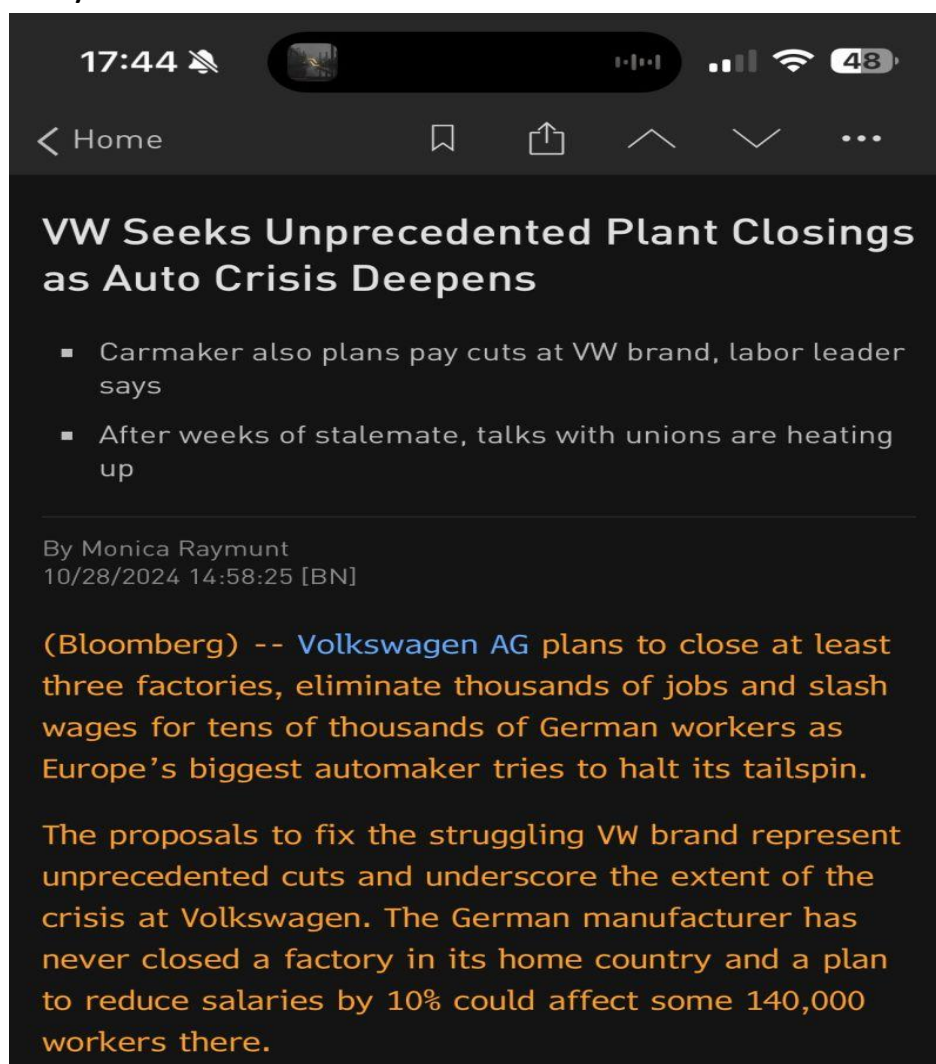 17:44
48
Home
VW Seeks Unprecedented Plant Closings
as Auto Crisis Deepens
▪ Carmaker also plans pay cuts at VW brand, labor leader
says
▪ After weeks of stalemate, talks with unions are heating
up
By Monica Raymunt
10/28/2024 14:58:25 [BN]
(Bloomberg) -- Volkswagen AG plans to close at least
three factories, eliminate thousands of jobs and slash
wages for tens of thousands of German workers as
Europe's biggest automaker tries to halt its tailspin.
The proposals to fix the struggling VW brand represent
unprecedented cuts and underscore the extent of the
crisis at Volkswagen. The German manufacturer has
never closed a factory in its home country and a plan
to reduce salaries by 10% could affect some 140,000
workers there.